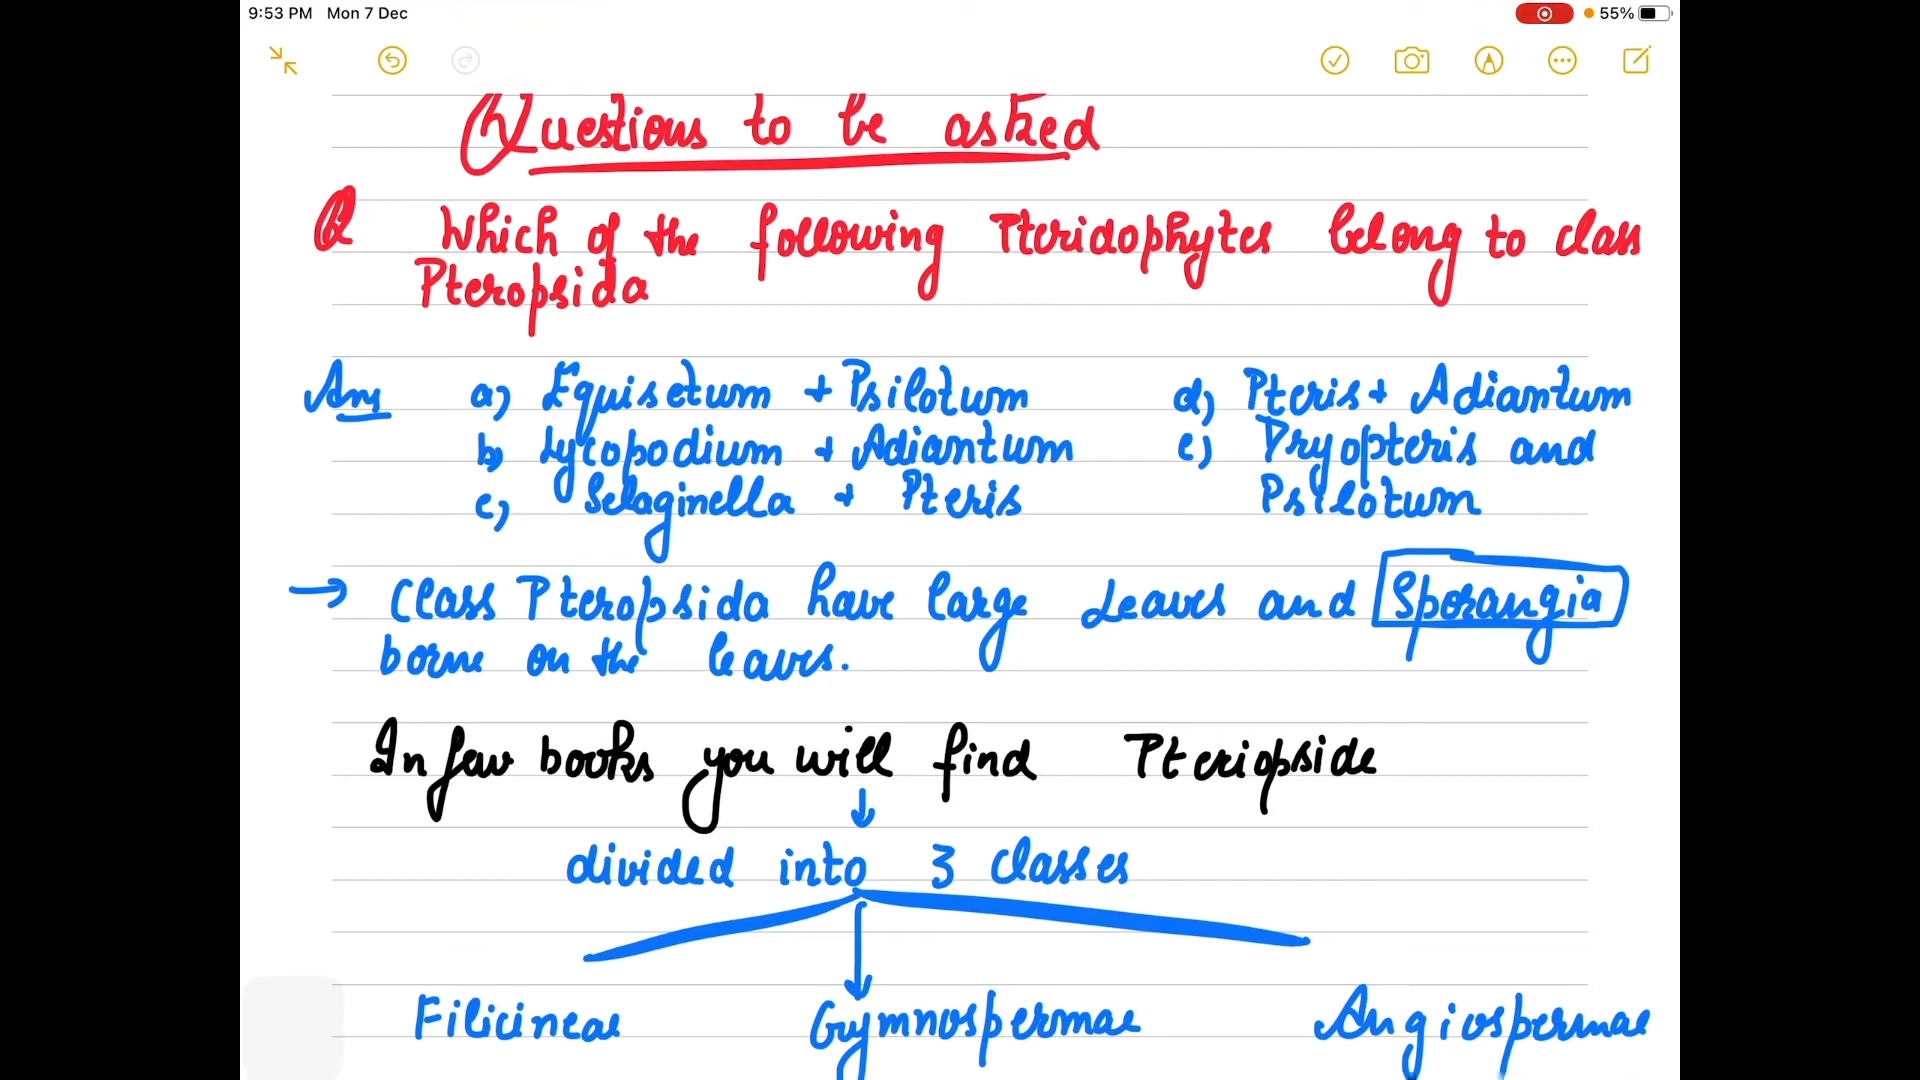 9:53 PM Mon 7 Dec
55%
Questions to be asked
Q Which of the following Pteridophytes belong to class
Pteropsida
Ans a) Equisetum + Psilotum
b) Lycopodium + Adiantum
c) Selaginella + Pteris
d) Pteris + Adiantum
e) Dryopteris and
Psilotum
→ Class Pteropsida have large leaves and Sporangia
borne on the leaves.
In few books you will find Pteriopside
↓
divided into 3 classes
Filicineae Gymnospermae Angiospermae